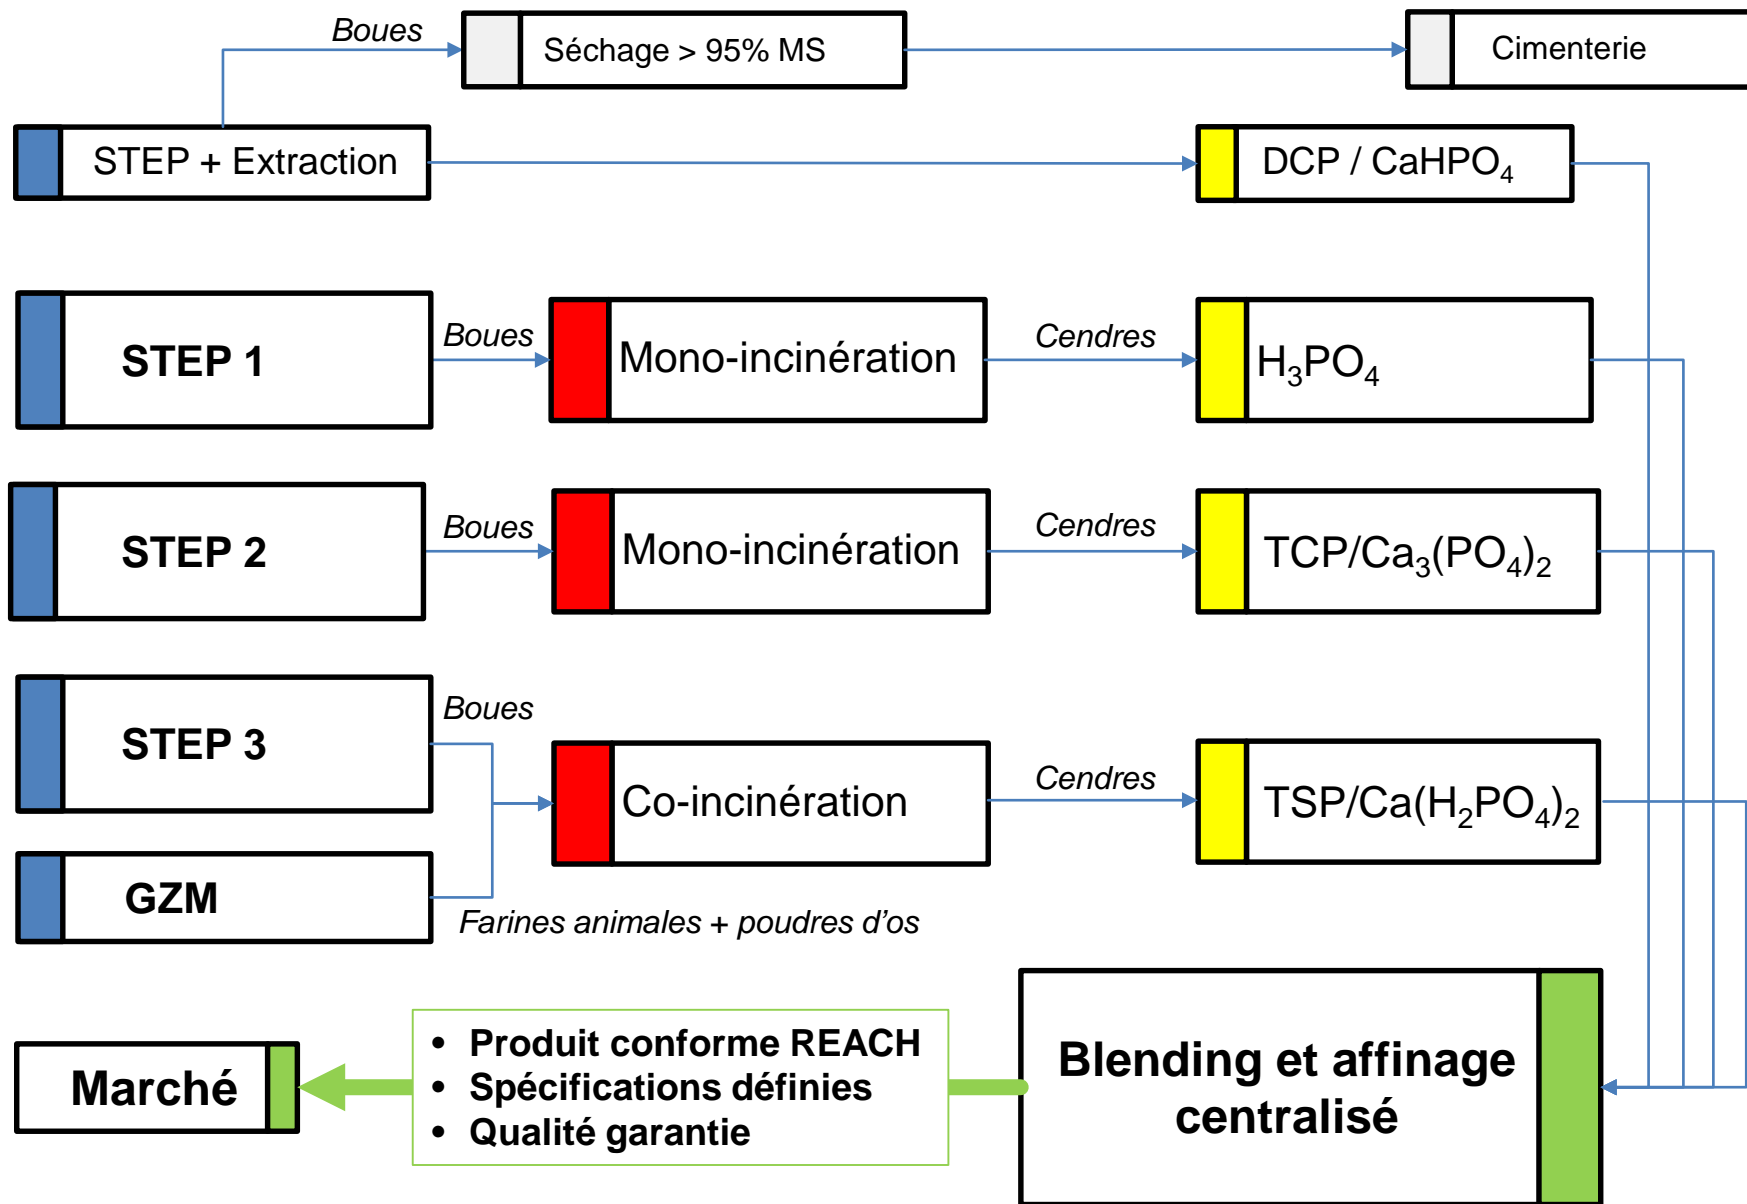 Boues
Séchage > 95% MS
Cimenterie
STEP + Extraction
DCP / CaHPO₄
STEP 1
Boues
Mono-incinération
Cendres
H₃PO₄
STEP 2
Boues
Mono-incinération
Cendres
TCP/Ca₃(PO₄)₂
STEP 3
Boues
Co-incinération
Cendres
TSP/Ca(H₂PO₄)₂
GZM
Farines animales + poudres d’os
Marché
• Produit conforme REACH
• Spécifications définies
• Qualité garantie
Blending et affinage
centralisé